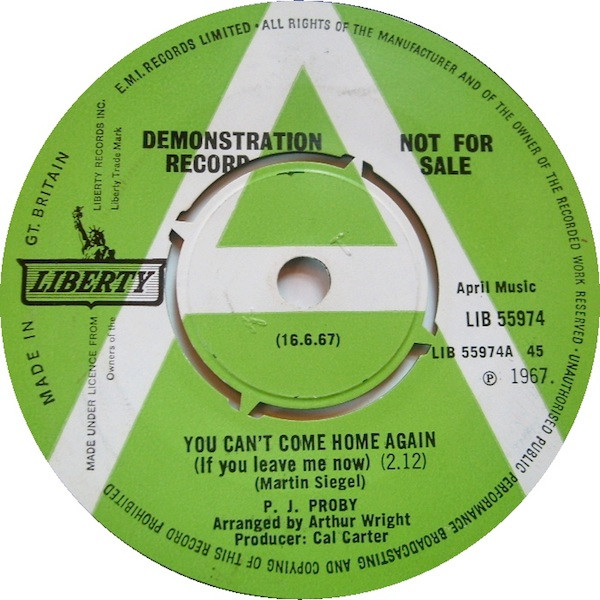 E.M.I. RECORDS LIMITED · ALL RIGHTS OF THE MANUFACTURER AND OF THE OWNER OF THE RECORDED WORK RESERVED · UNAUTHORISED PUBLIC PERFORMANCE BROADCASTING AND COPYING OF THIS RECORD PROHIBITED
MADE IN GT. BRITAIN
MADE UNDER LICENCE FROM LIBERTY RECORDS INC.
Owners of the Liberty Trade Mark
DEMONSTRATION
RECORD
NOT FOR
SALE
LIBERTY
April Music
LIB 55974
LIB 55974A 45
Ⓟ 1967.
(16.6.67)
YOU CAN'T COME HOME AGAIN
(If you leave me now) (2.12)
(Martin Siegel)
P. J. PROBY
Arranged by Arthur Wright
Producer: Cal Carter